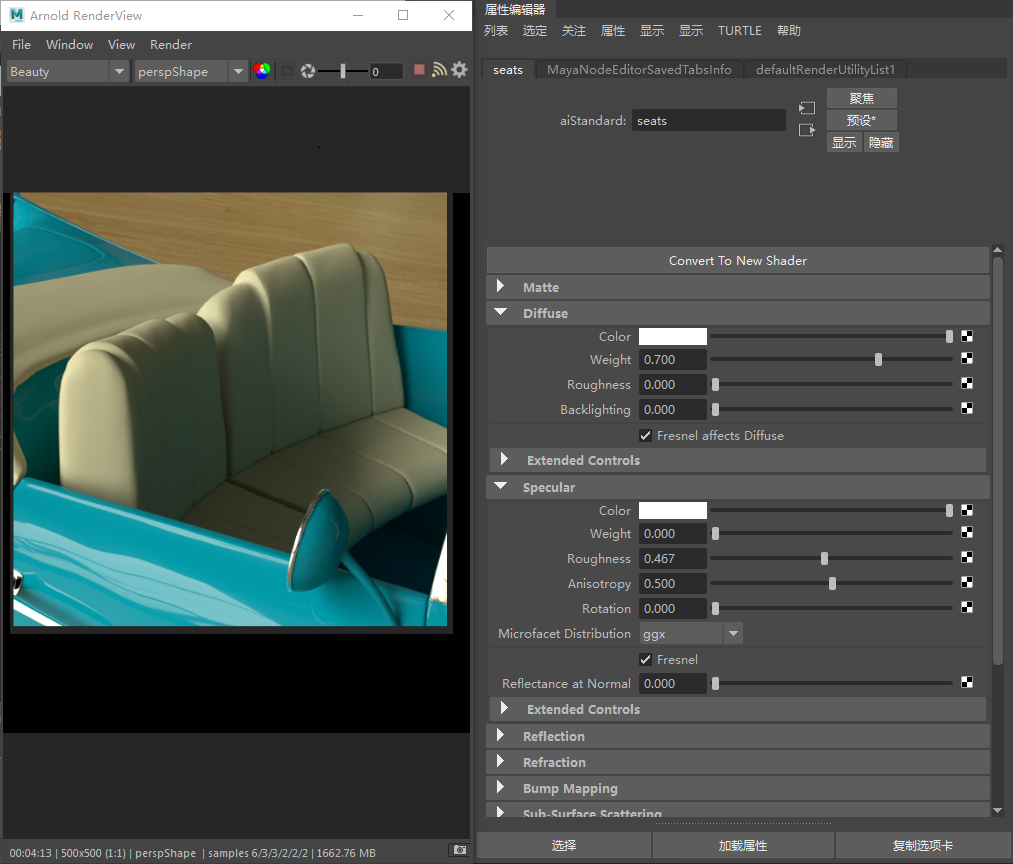 M Arnold RenderView
File Window View Render
Beauty perspShape 0
00:04:13 | 500x500 (1:1) | perspShape | samples 6/3/3/2/2/2 | 1662.76 MB
属性编辑器
列表 选定 关注 属性 显示 显示 TURTLE 帮助
seats MayaNodeEditorSavedTabsInfo defaultRenderUtilityList1
聚焦
aiStandard: seats 预设*
显示 隐藏
Convert To New Shader
Matte
Diffuse
Color
Weight 0.700
Roughness 0.000
Backlighting 0.000
Fresnel affects Diffuse
Extended Controls
Specular
Color
Weight 0.000
Roughness 0.467
Anisotropy 0.500
Rotation 0.000
Microfacet Distribution ggx
Fresnel
Reflectance at Normal 0.000
Extended Controls
Reflection
Refraction
Bump Mapping
Sub-Surface Scattering
选择 加载属性 复制选项卡